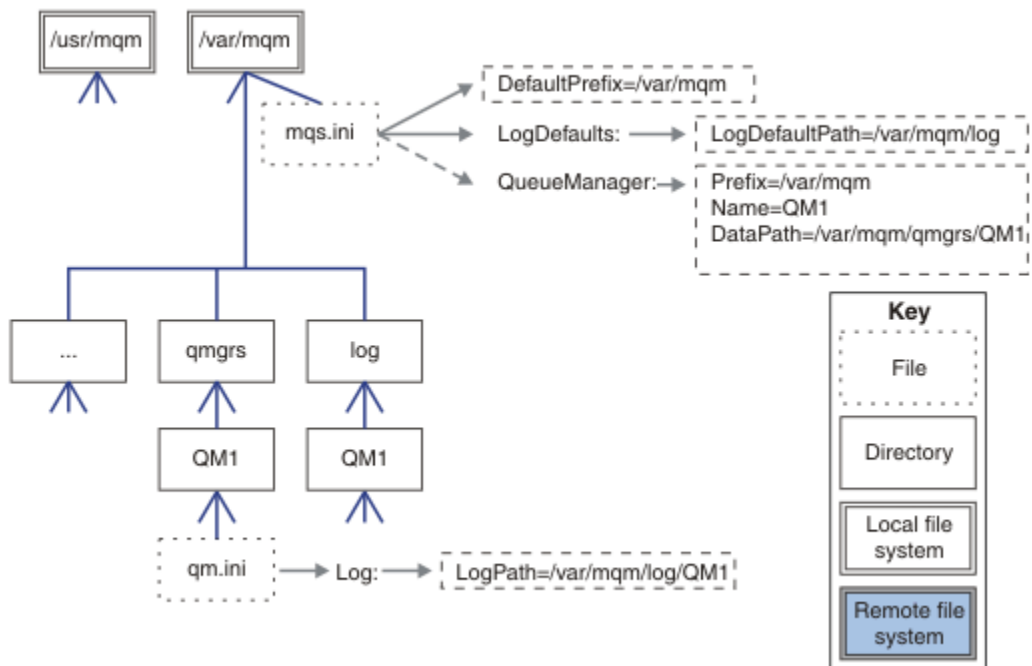 /usr/mqm
/var/mqm
mqs.ini
DefaultPrefix=/var/mqm
LogDefaults:
LogDefaultPath=/var/mqm/log
QueueManager:
Prefix=/var/mqm
Name=QM1
DataPath=/var/mqm/qmgrs/QM1
...
qmgrs
log
QM1
QM1
qm.ini
Log:
LogPath=/var/mqm/log/QM1
Key
File
Directory
Local file
system
Remote file
system